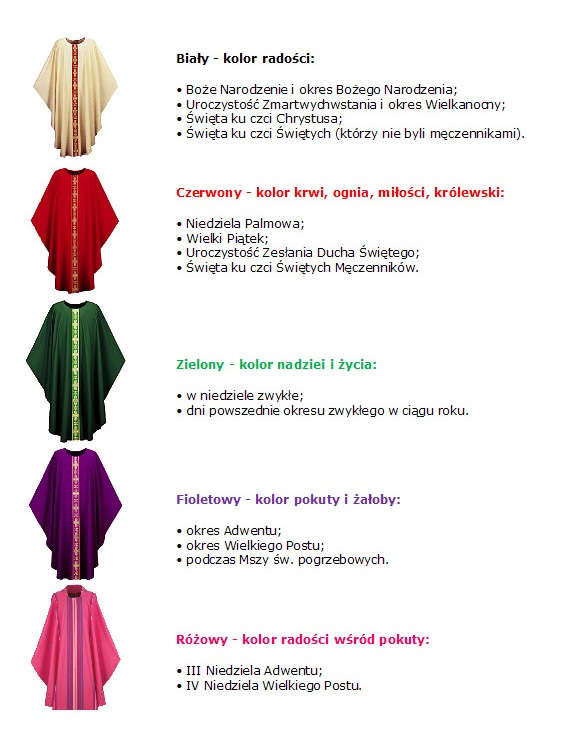 Biały - kolor radości:
• Boże Narodzenie i okres Bożego Narodzenia;
• Uroczystość Zmartwychwstania i okres Wielkanocny;
• Święta ku czci Chrystusa;
• Święta ku czci Świętych (którzy nie byli męczennikami).
Czerwony - kolor krwi, ognia, miłości, królewski:
• Niedziela Palmowa;
• Wielki Piątek;
• Uroczystość Zesłania Ducha Świętego;
• Święta ku czci Świętych Męczenników.
Zielony - kolor nadziei i życia:
• w niedziele zwykłe;
• dni powszednie okresu zwykłego w ciągu roku.
Fioletowy - kolor pokuty i żałoby:
• okres Adwentu;
• okres Wielkiego Postu;
• podczas Mszy św. pogrzebowych.
Różowy - kolor radości wśród pokuty:
• III Niedziela Adwentu;
• IV Niedziela Wielkiego Postu.